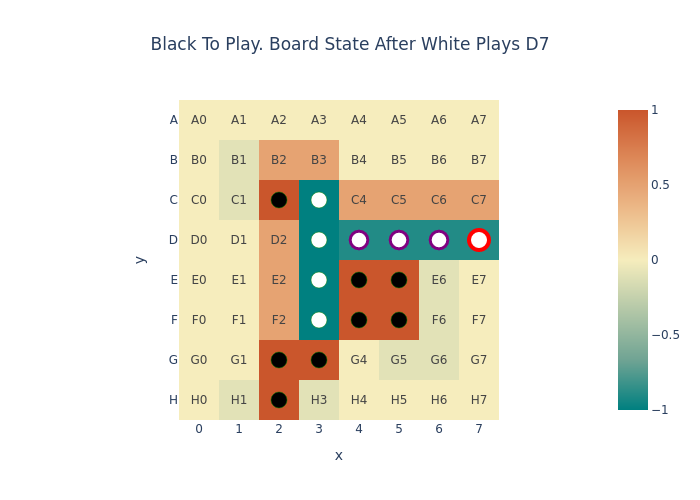 Black To Play. Board State After White Plays D7
A A0 A1 A2 A3 A4 A5 A6 A7
B B0 B1 B2 B3 B4 B5 B6 B7
C C0 C1 C4 C5 C6 C7
D D0 D1 D2
E E0 E1 E2 E6 E7
F F0 F1 F2 F6 F7
G G0 G1 G4 G5 G6 G7
H H0 H1 H3 H4 H5 H6 H7
0 1 2 3 4 5 6 7
x
y
1
0.5
0
−0.5
−1